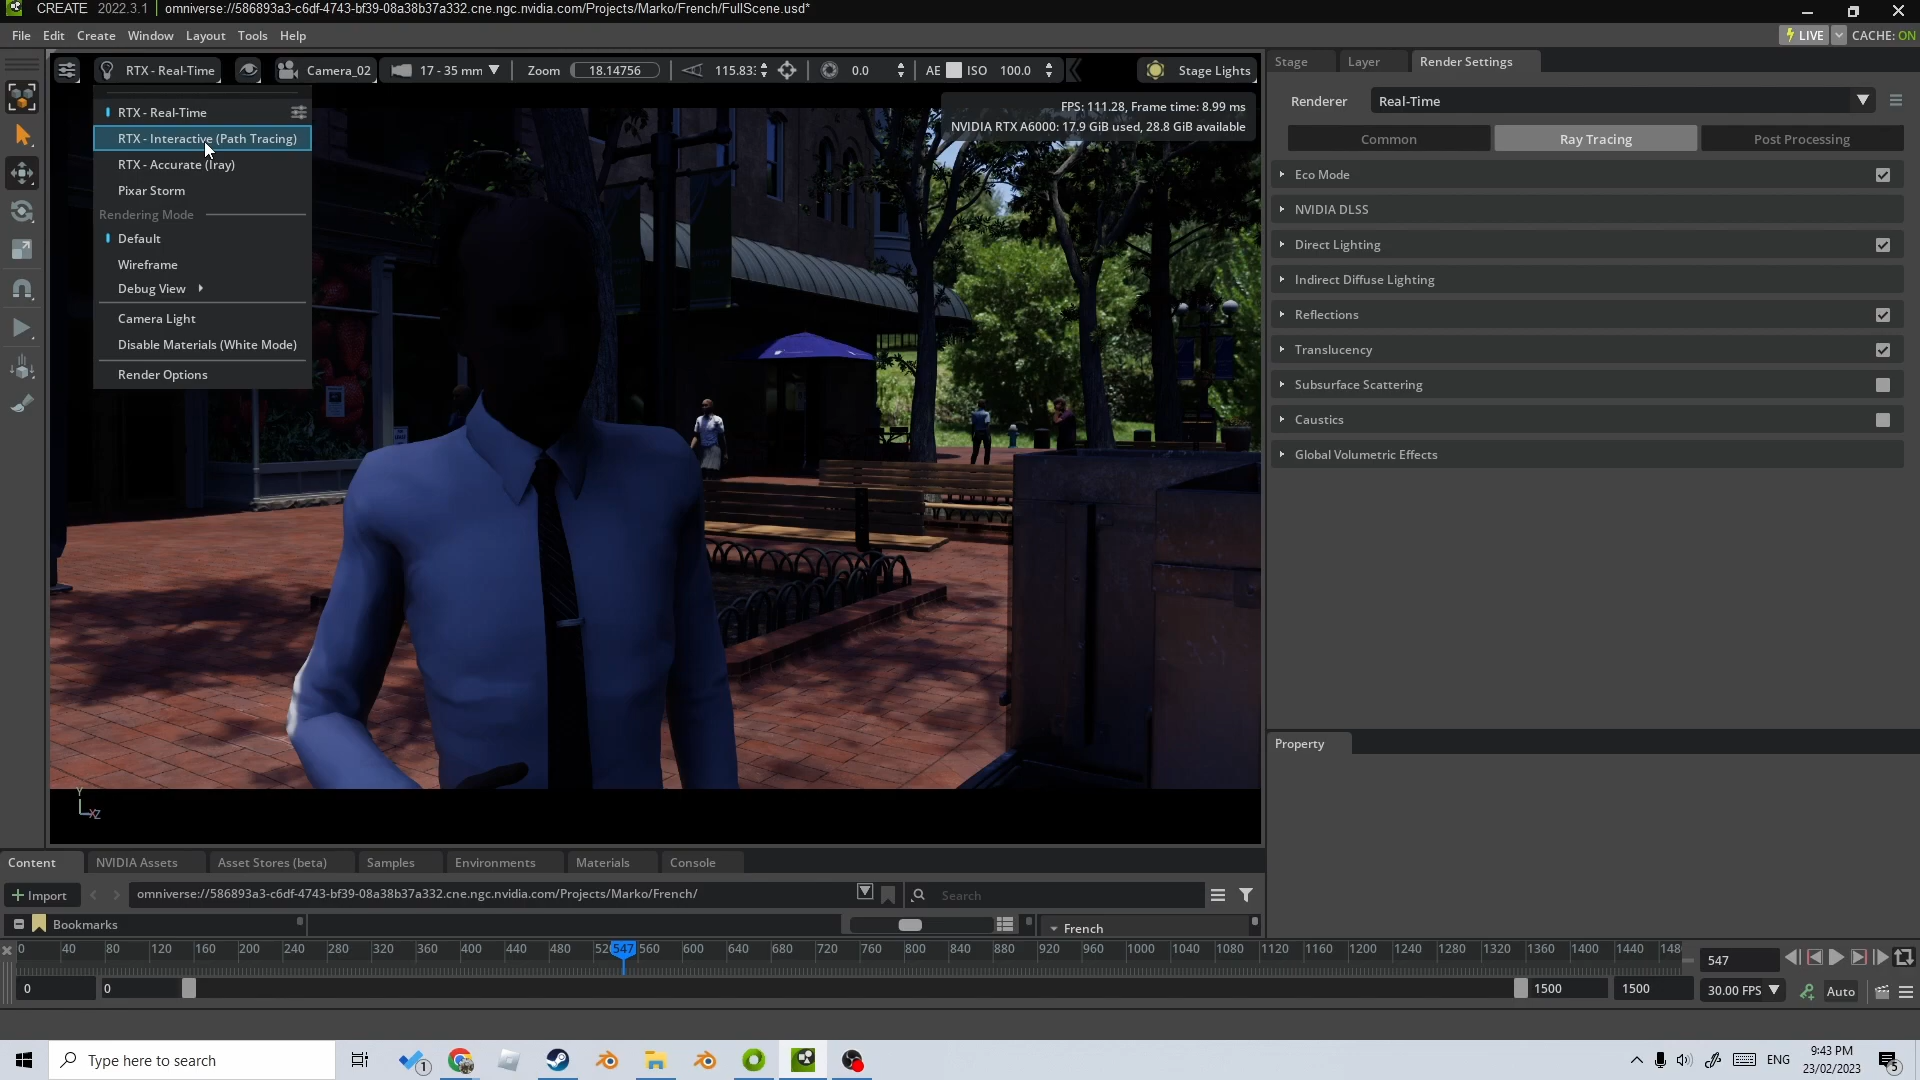 CREATE 2022.3.1 omniverse://586893a3-c6df-4743-bf39-08a38b37a332.cne.ngc.nvidia.com/Projects/Marko/French/FullScene.usd*
File Edit Create Window Layout Tools Help LIVE CACHE: ON
RTX - Real-Time Camera_02 17 - 35 mm Zoom 18.14756 115.83: 0.0 AE ISO 100.0 Stage Lights
Stage Layer Render Settings
RTX - Real-Time
RTX - Interactive (Path Tracing)
RTX - Accurate (Iray)
Pixar Storm
Rendering Mode
Default
Wireframe
Debug View
Camera Light
Disable Materials (White Mode)
Render Options
FPS: 111.28, Frame time: 8.99 ms
NVIDIA RTX A6000: 17.9 GiB used, 28.8 GiB available
Renderer Real-Time
Common Ray Tracing Post Processing
Eco Mode
NVIDIA DLSS
Direct Lighting
Indirect Diffuse Lighting
Reflections
Translucency
Subsurface Scattering
Caustics
Global Volumetric Effects
Property
Y
XZ
Content NVIDIA Assets Asset Stores (beta) Samples Environments Materials Console
Import omniverse://586893a3-c6df-4743-bf39-08a38b37a332.cne.ngc.nvidia.com/Projects/Marko/French/ Search
Bookmarks French
0 40 80 120 160 200 240 280 320 360 400 440 480 52 547 560 600 640 680 720 760 800 840 880 920 960 1000 1040 1080 1120 1160 1200 1240 1280 1320 1360 1400 1440 148 547
0 0 1500 1500 30.00 FPS Auto
Type here to search 1 ENG 9:43 PM
23/02/2023 5